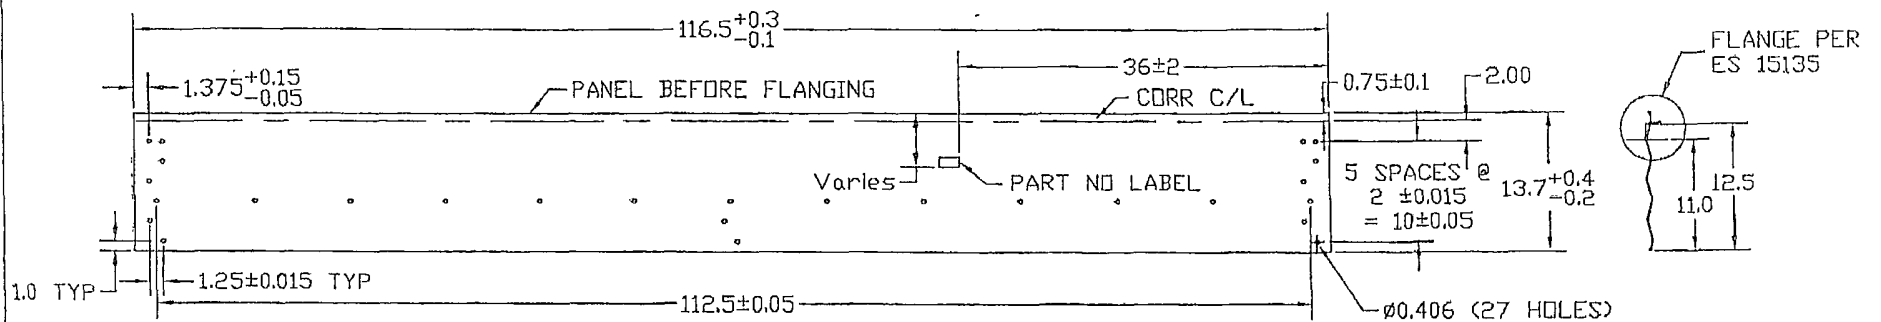 116.5+0.3
-0.1
FLANGE PER
ES 15135
36±2
1.375+0.15
-0.05
PANEL BEFORE FLANGING
CORR C/L
0.75±0.1
2.00
Varies
PART NO LABEL
5 SPACES @
2 ±0.015
= 10±0.05
13.7+0.4
-0.2
11.0
12.5
1.0 TYP
1.25±0.015 TYP
112.5±0.05
ø0.406 (27 HOLES)